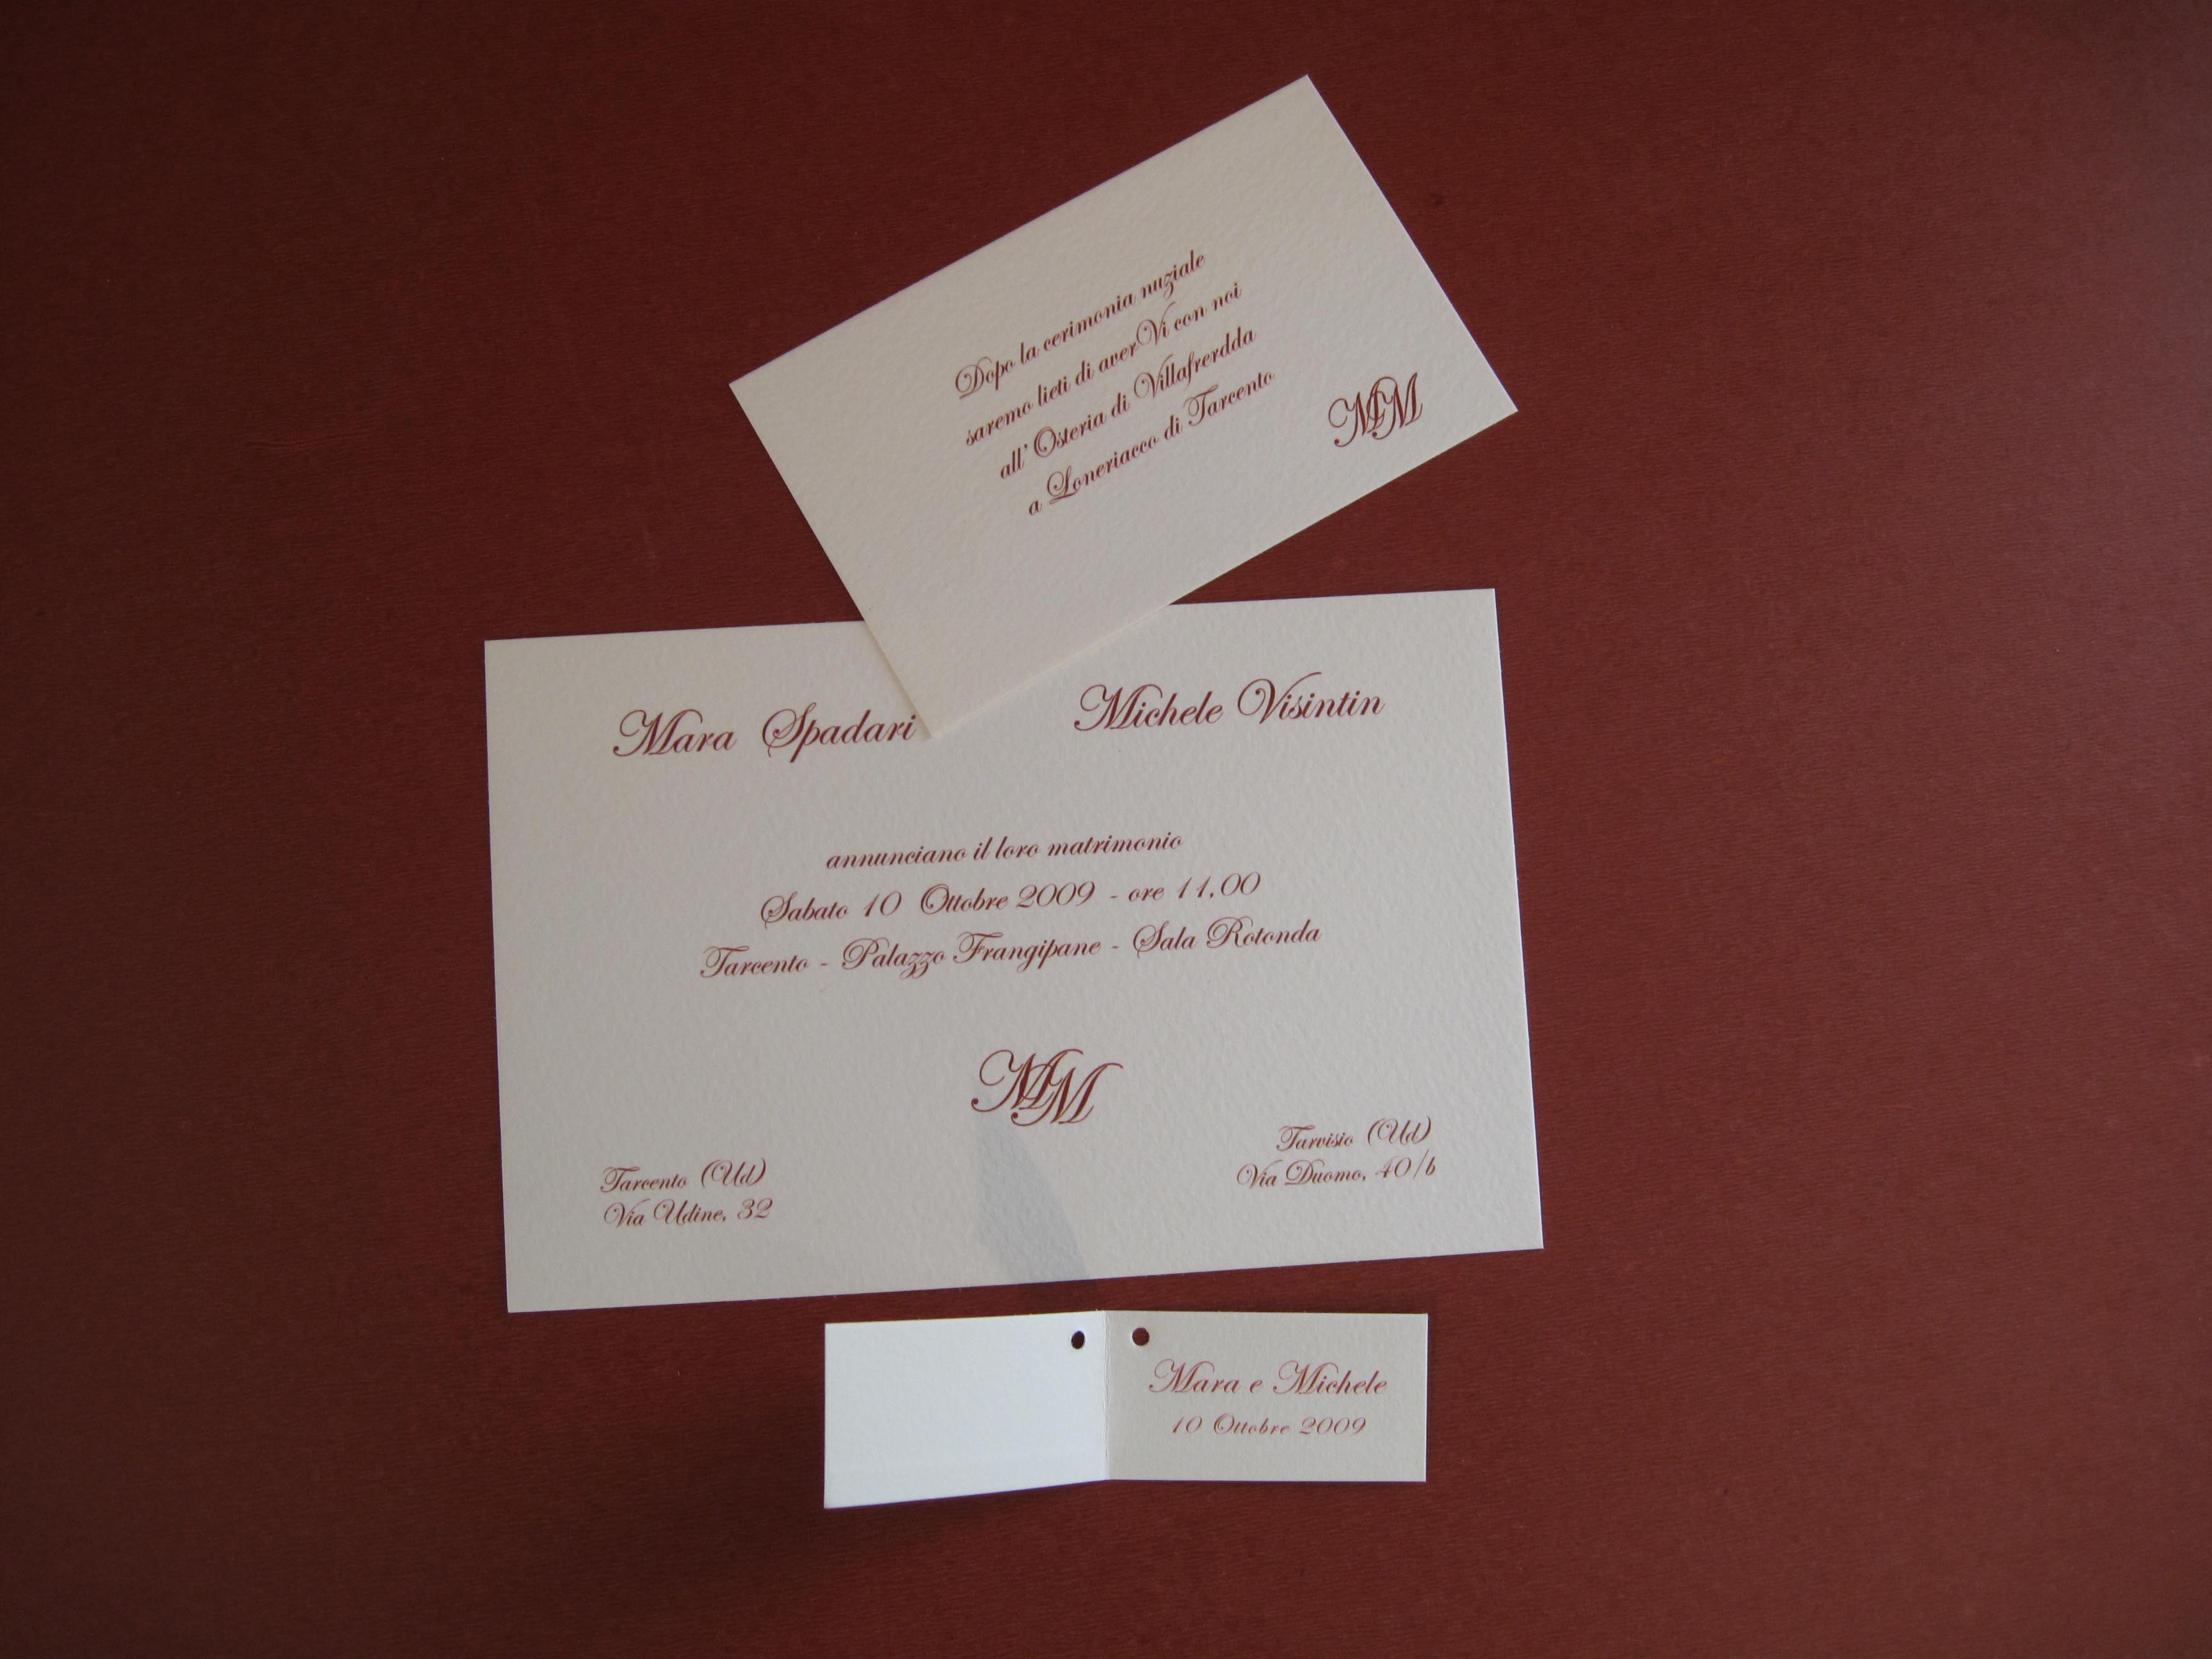 Dopo la cerimonia nuziale
saremo lieti di averVi con noi
all' Osteria di Villafrerdda
a Loneriacco di Tarcento
MM
Mara Spadari
Michele Visintin
annunciano il loro matrimonio
Sabato 10 Ottobre 2009 - ore 11,00
Tarcento - Palazzo Frangipane - Sala Rotonda
MM
Tarcento (Ud)
Via Udine, 32
Tarvisio (Ud)
Via Duomo, 40/b
Mara e Michele
10 Ottobre 2009